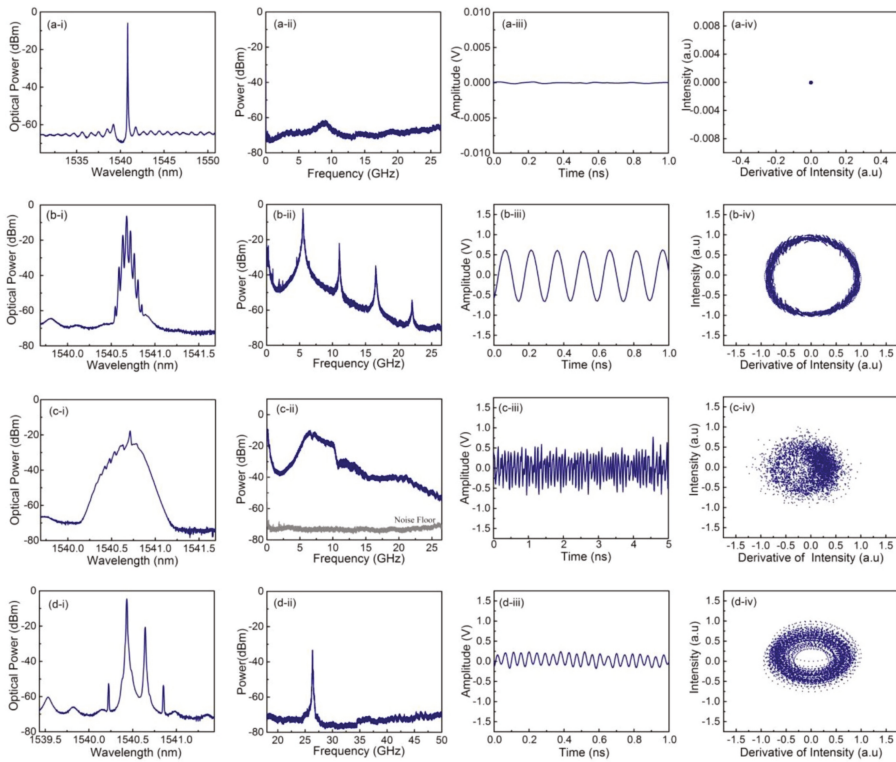 (a-i)
Optical Power (dBm)
0
-20
-40
-60
1535 1540 1545 1550
Wavelength (nm)
(a-ii)
Power (dBm)
0
-20
-40
-60
-80
0 5 10 15 20 25
Frequency (GHz)
(a-iii)
Amplitude (V)
0.010
0.005
0.000
-0.005
-0.010
0.0 0.2 0.4 0.6 0.8 1.0
Time (ns)
(a-iv)
Intensity (a.u)
0.008
0.004
0.000
-0.004
-0.008
-0.4 -0.2 0.0 0.2 0.4
Derivative of Intensity (a.u)
(b-i)
Optical Power (dBm)
0
-20
-40
-60
-80
1540.0 1540.5 1541.0 1541.5
Wavelength (nm)
(b-ii)
Power (dBm)
0
-20
-40
-60
-80
0 5 10 15 20 25
Frequency (GHz)
(b-iii)
Amplitude (V)
1.5
1.0
0.5
0.0
-0.5
-1.0
-1.5
0.0 0.2 0.4 0.6 0.8 1.0
Time (ns)
(b-iv)
Intensity (a.u)
1.5
1.0
0.5
0.0
-0.5
-1.0
-1.5
-1.5 -1.0 -0.5 0.0 0.5 1.0 1.5
Derivative of Intensity (a.u)
(c-i)
Optical Power (dBm)
0
-20
-40
-60
-80
1540.0 1540.5 1541.0 1541.5
Wavelength (nm)
(c-ii)
Power (dBm)
0
-20
-40
-60
-80
Noise Floor
0 5 10 15 20 25
Frequency (GHz)
(c-iii)
Amplitude (V)
1.5
1.0
0.5
0.0
-0.5
-1.0
-1.5
0 1 2 3 4 5
Time (ns)
(c-iv)
Intensity (a.u)
1.5
1.0
0.5
0.0
-0.5
-1.0
-1.5
-1.5 -1.0 -0.5 0.0 0.5 1.0 1.5
Derivative of Intensity (a.u)
(d-i)
Optical Power (dBm)
0
-20
-40
-60
-80
1539.5 1540.0 1540.5 1541.0
Wavelength (nm)
(d-ii)
Power(dBm)
0
-20
-40
-60
-80
20 25 30 35 40 45 50
Frequency (GHz)
(d-iii)
Amplitude (V)
1.5
1.0
0.5
0.0
-0.5
-1.0
-1.5
0.0 0.2 0.4 0.6 0.8 1.0
Time (ns)
(d-iv)
Intensity (a.u)
1.5
1.0
0.5
0.0
-0.5
-1.0
-1.5
-1.5 -1.0 -0.5 0.0 0.5 1.0 1.5
Derivative of Intensity (a.u)